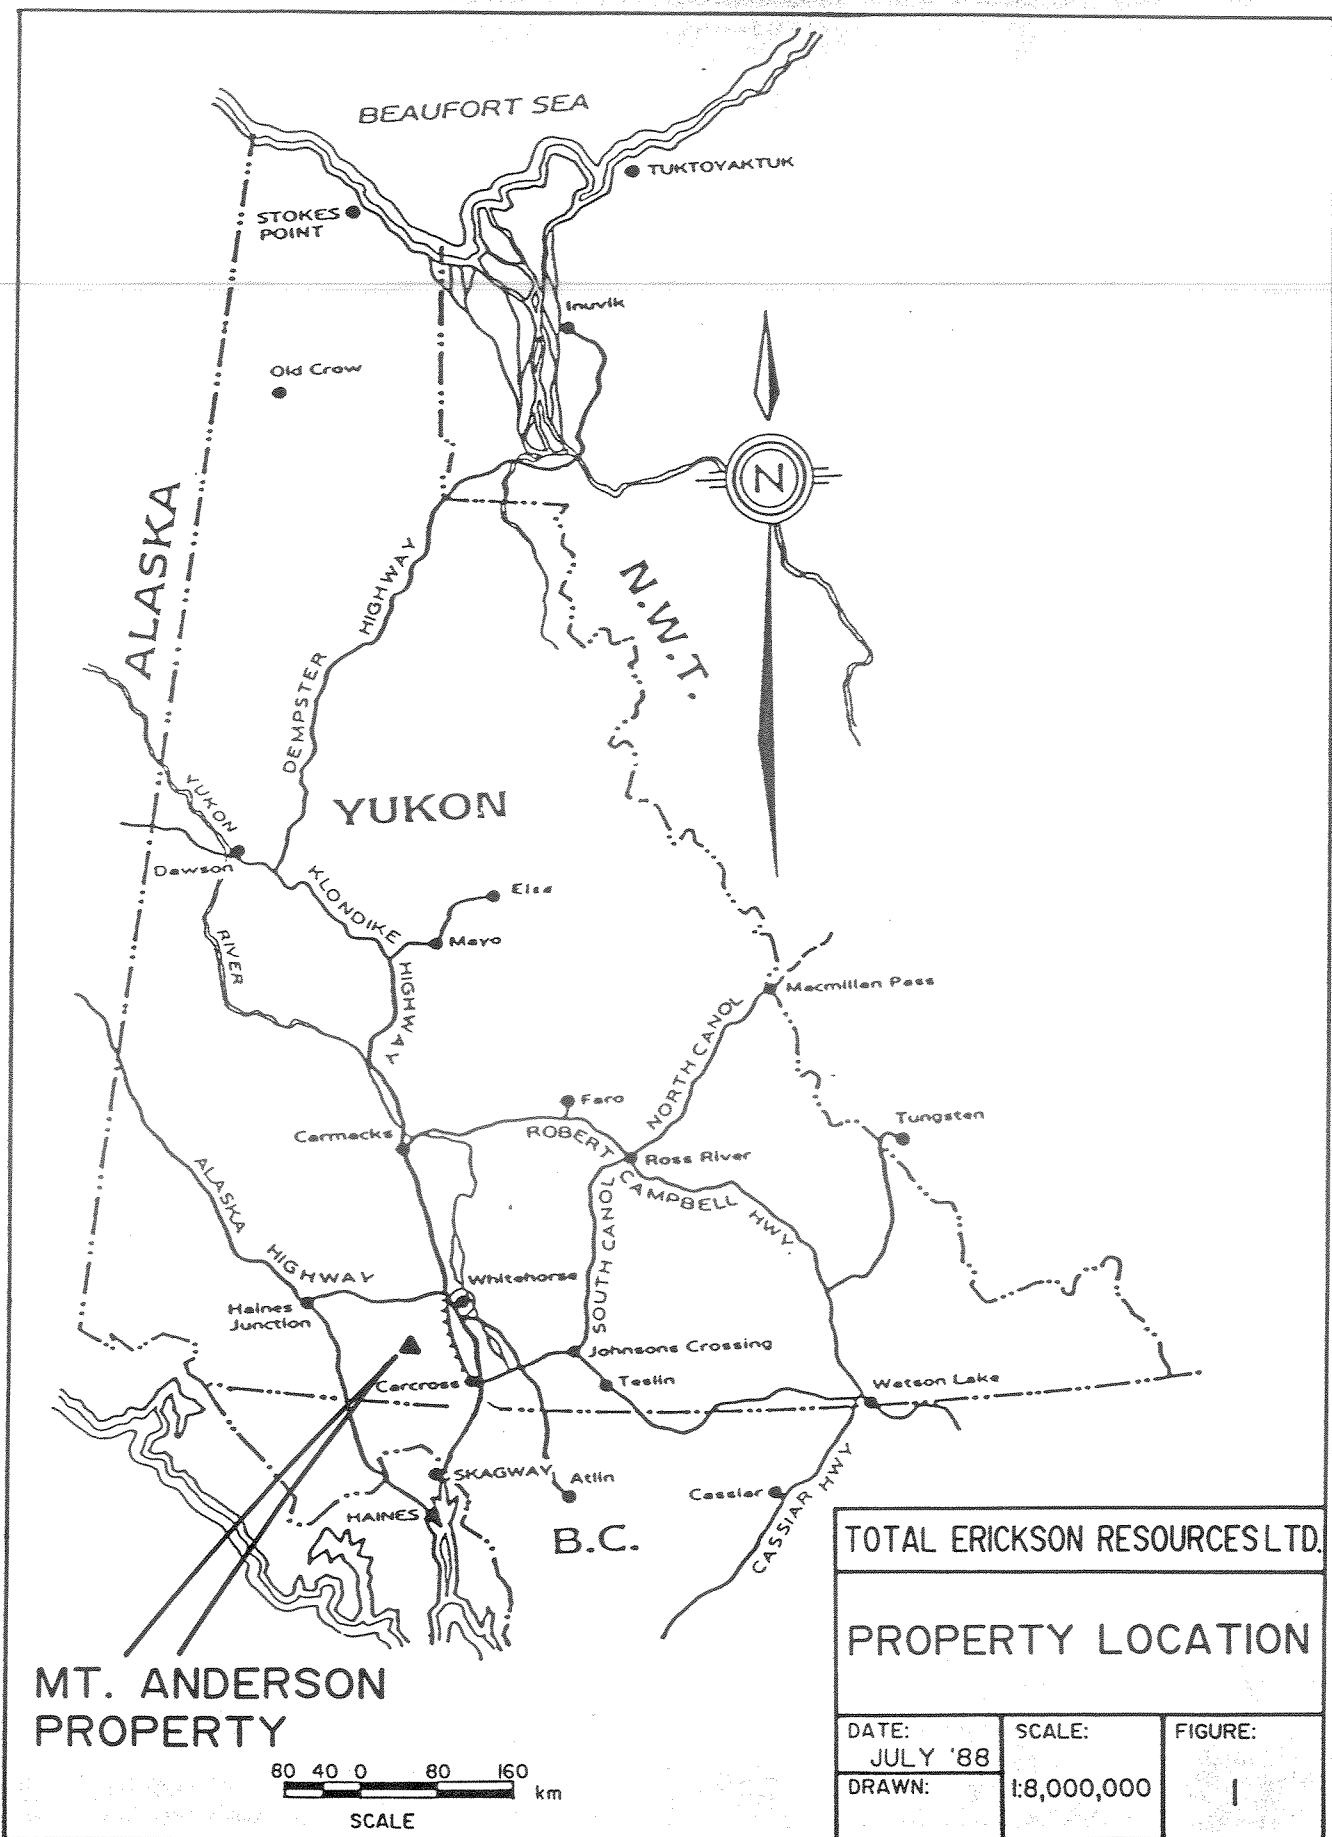 BEAUFORT SEA
TUKTOYAKTUK
STOKES
POINT
Inuvik
Old Crow
N
ALASKA
N.W.T.
DEMPSTER HIGHWAY
YUKON
YUKON
RIVER
Dawson
KLONDIKE
HIGHWAY
Elsa
Mayo
Macmillan Pass
NORTH CANOL
Faro
Tungsten
Carmacks
ROBERT
CAMPBELL HWY.
Ross River
ALASKA
HIGHWAY
SOUTH CANOL
Whitehorse
Haines
Junction
Johnsons Crossing
Carcross
Teslin
Watson Lake
SKAGWAY
Atlin
Cassiar
CASSIAR HWY
HAINES
B.C.
MT. ANDERSON
PROPERTY
80 40 0 80 160
km
SCALE
TOTAL ERICKSON RESOURCES LTD.
PROPERTY LOCATION
DATE:
JULY '88
DRAWN:
SCALE:
1:8,000,000
FIGURE:
1